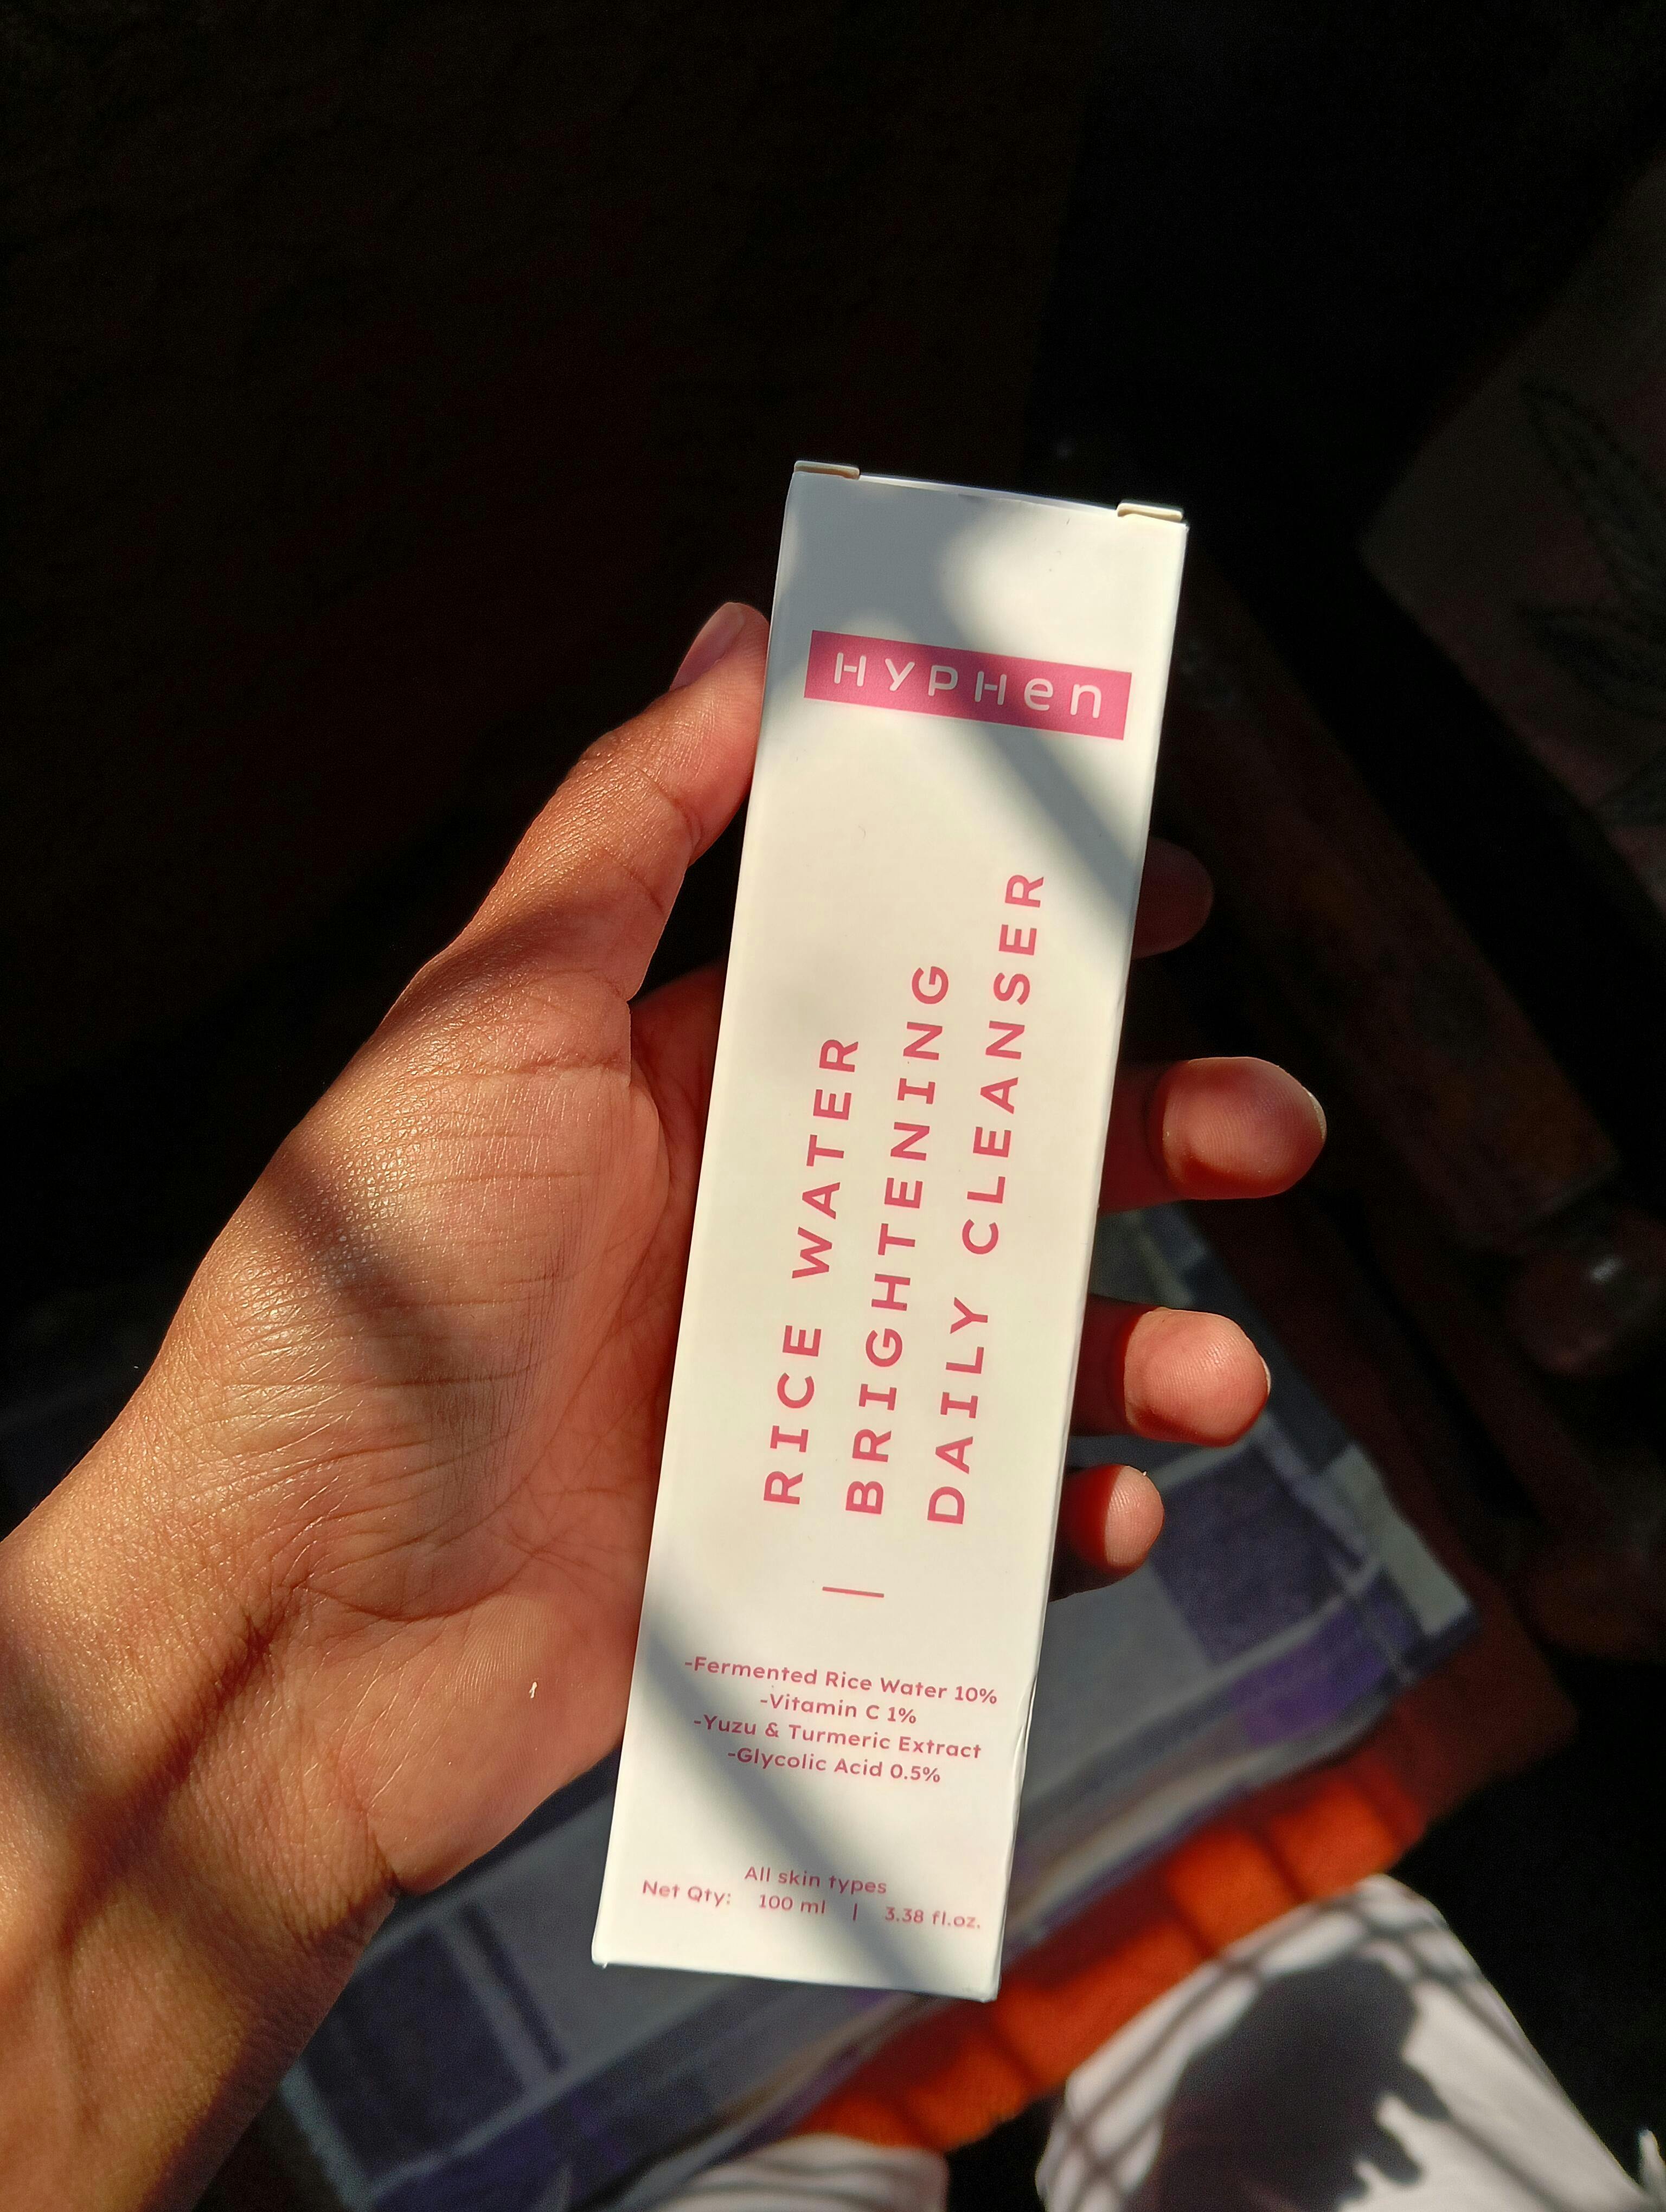 HYPHen
RICE WATER
BRIGHTENING
DAILY CLEANSER
-Fermented Rice Water 10%
-Vitamin C 1%
-Yuzu & Turmeric Extract
-Glycolic Acid 0.5%
All skin types
Net Qty: 100 ml | 3.38 fl.oz.